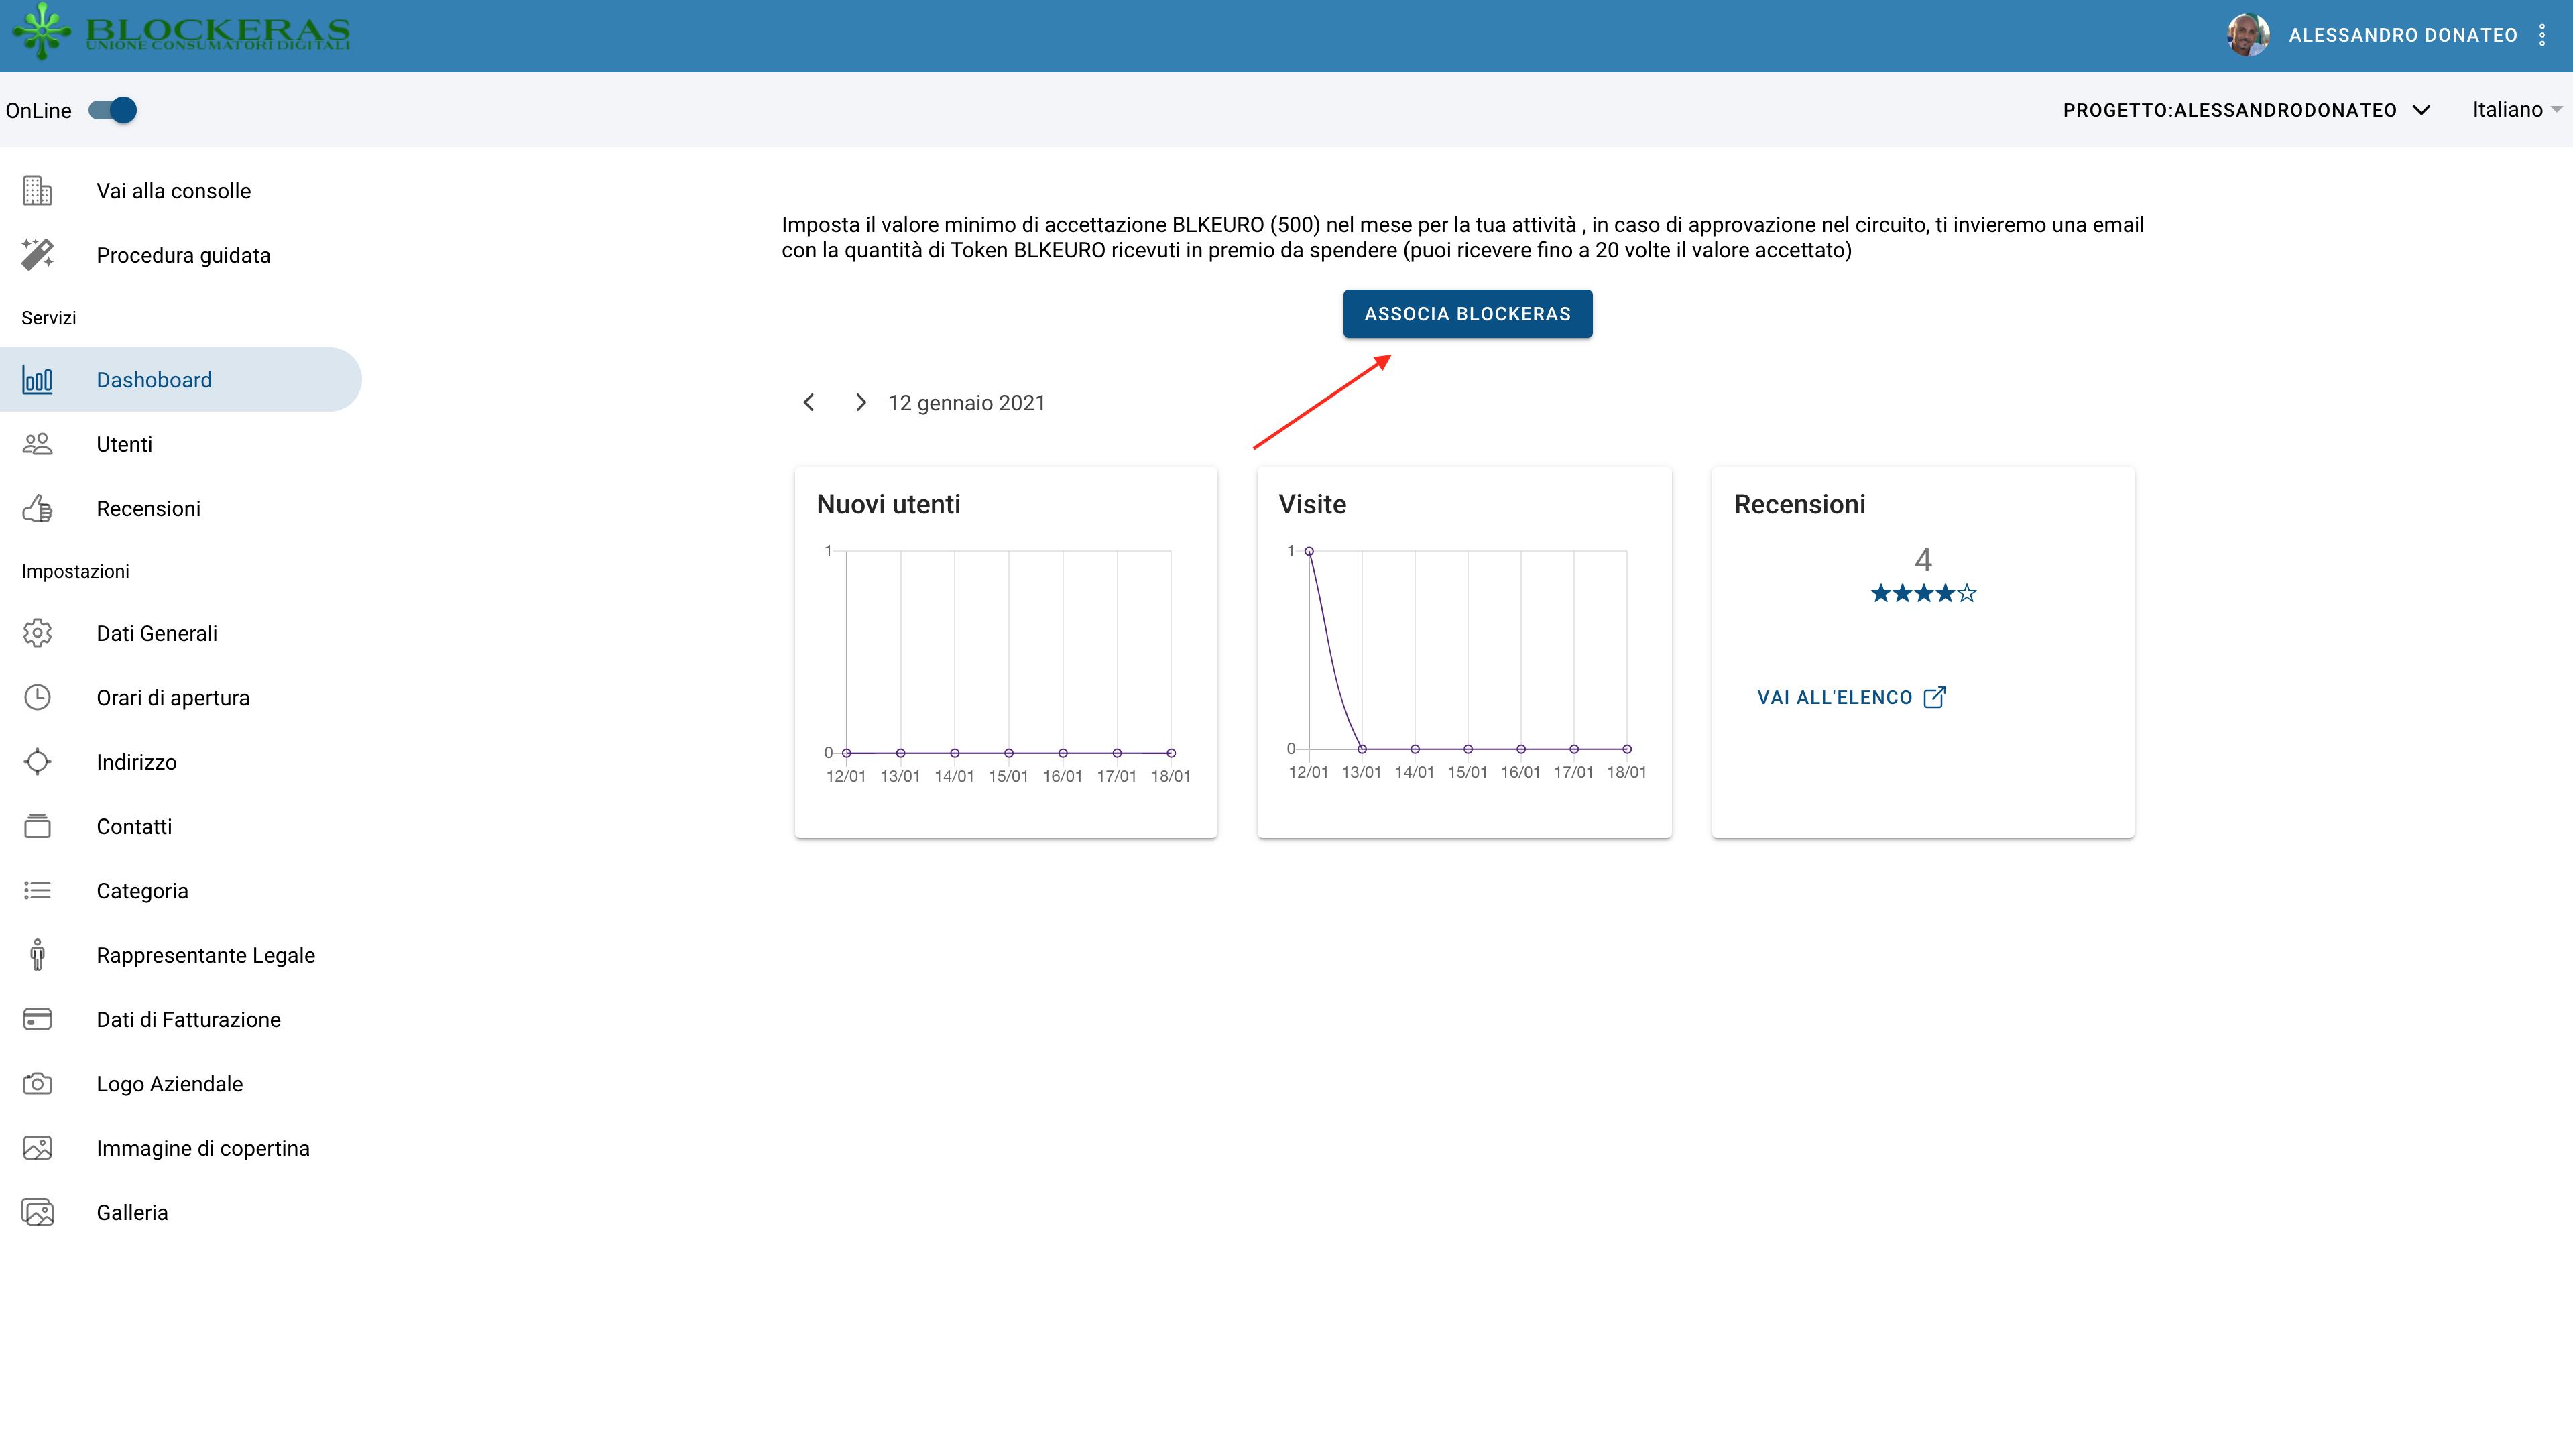 BLOCKERAS
UNIONE CONSUMATORI DIGITALI
ALESSANDRO DONATEO
OnLine
PROGETTO:ALESSANDRODONATEO
Italiano
Vai alla consolle
Procedura guidata
Servizi
Dashoboard
Utenti
Recensioni
Impostazioni
Dati Generali
Orari di apertura
Indirizzo
Contatti
Categoria
Rappresentante Legale
Dati di Fatturazione
Logo Aziendale
Immagine di copertina
Galleria
Imposta il valore minimo di accettazione BLKEURO (500) nel mese per la tua attività , in caso di approvazione nel circuito, ti invieremo una email
con la quantità di Token BLKEURO ricevuti in premio da spendere (puoi ricevere fino a 20 volte il valore accettato)
ASSOCIA BLOCKERAS
12 gennaio 2021
Nuovi utenti
1
0
12/01 13/01 14/01 15/01 16/01 17/01 18/01
Visite
1
0
12/01 13/01 14/01 15/01 16/01 17/01 18/01
Recensioni
4
VAI ALL'ELENCO